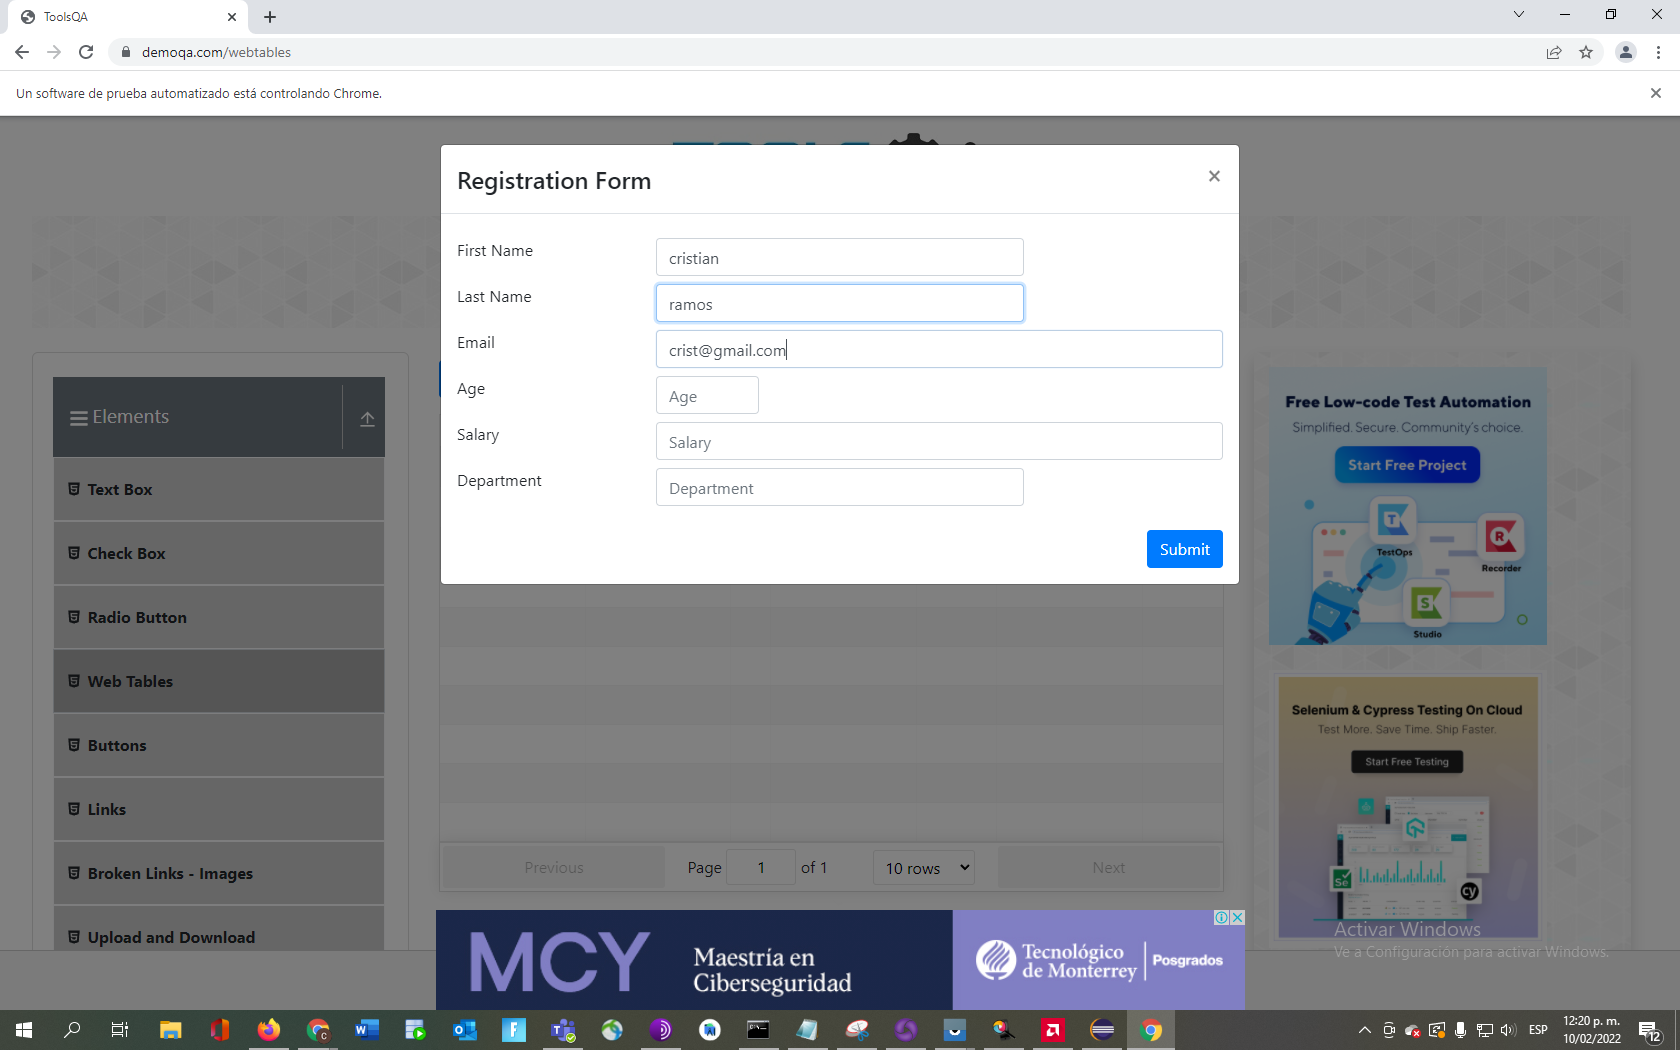 ToolsQA
demoqa.com/webtables
Un software de prueba automatizado está controlando Chrome.
Registration Form
First Name
cristian
Last Name
ramos
Email
crist@gmail.com
Age
Age
Salary
Salary
Department
Department
Submit
Elements
Text Box
Check Box
Radio Button
Web Tables
Buttons
Links
Broken Links - Images
Upload and Download
Previous
Page 1 of 1
10 rows
Next
Free Low-code Test Automation
Simplified. Secure. Community's choice.
Start Free Project
TestOps
Recorder
Studio
Selenium & Cypress Testing On Cloud
Test More. Save Time. Ship Faster.
Start Free Testing
Se
cy
MCY
Maestría en
Ciberseguridad
Tecnológico
de Monterrey
Posgrados
Activar Windows
Ve a Configuración para activar Windows.
ESP
12:20 p. m.
10/02/2022
12